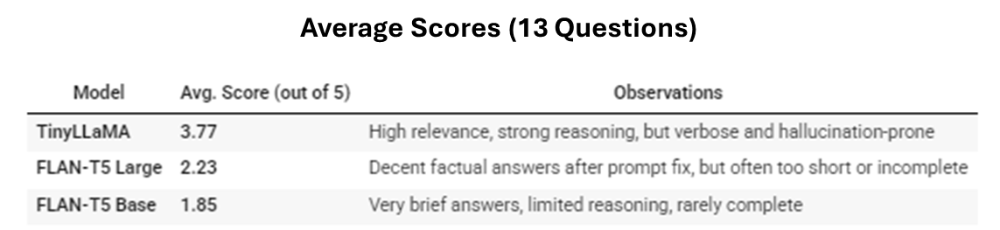 Average Scores (13 Questions)
Model Avg. Score (out of 5) Observations
TinyLLaMA 3.77 High relevance, strong reasoning, but verbose and hallucination-prone
FLAN-T5 Large 2.23 Decent factual answers after prompt fix, but often too short or incomplete
FLAN-T5 Base 1.85 Very brief answers, limited reasoning, rarely complete